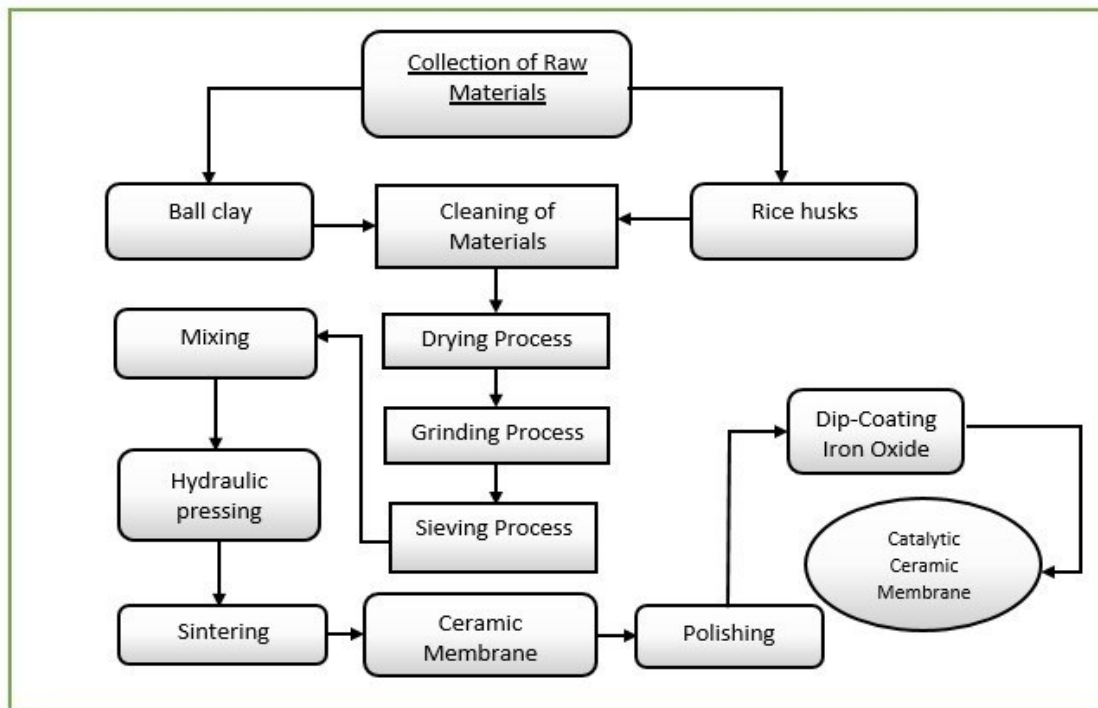 Collection of Raw
Materials
Ball clay
Cleaning of
Materials
Rice husks
Mixing
Drying Process
Grinding Process
Dip-Coating
Iron Oxide
Hydraulic
pressing
Sieving Process
Catalytic
Ceramic
Membrane
Sintering
Ceramic
Membrane
Polishing